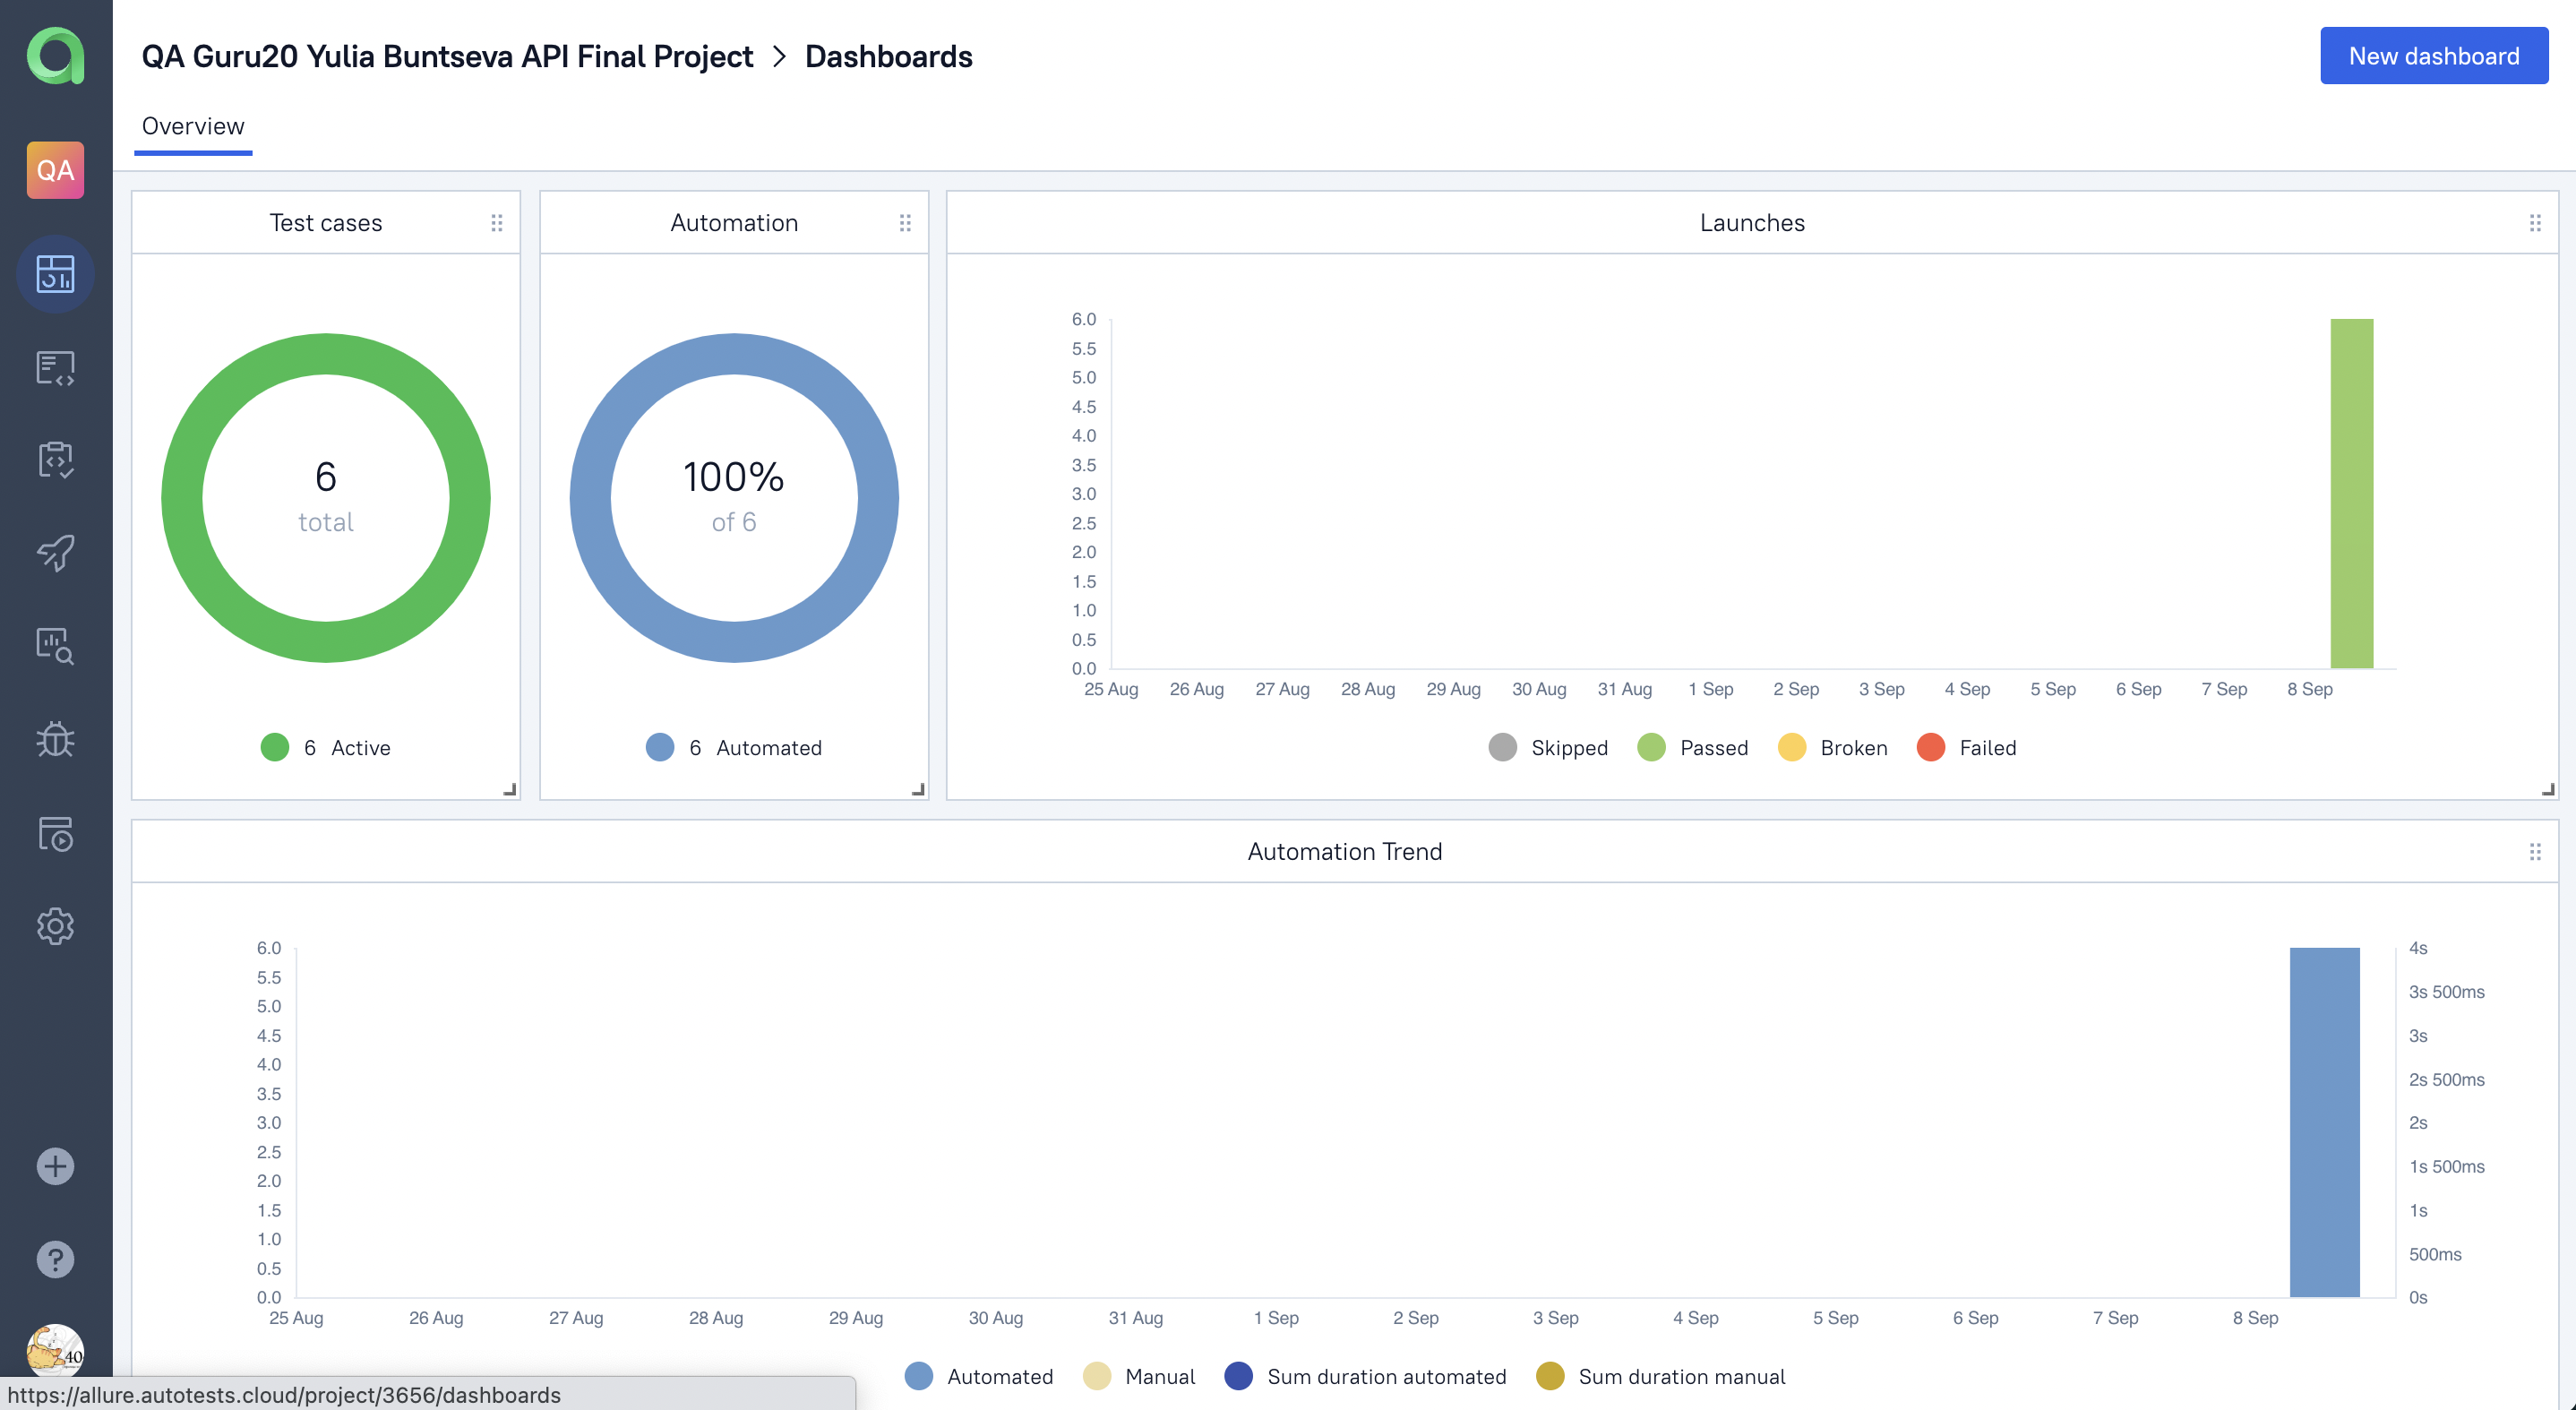 QA Guru20 Yulia Buntseva API Final Project > Dashboards
New dashboard
Overview
QA
Test cases
6
total
6 Active
Automation
100%
of 6
6 Automated
Launches
6.0
5.5
5.0
4.5
4.0
3.5
3.0
2.5
2.0
1.5
1.0
0.5
0.0
25 Aug 26 Aug 27 Aug 28 Aug 29 Aug 30 Aug 31 Aug 1 Sep 2 Sep 3 Sep 4 Sep 5 Sep 6 Sep 7 Sep 8 Sep
Skipped Passed Broken Failed
Automation Trend
6.0
5.5
5.0
4.5
4.0
3.5
3.0
2.5
2.0
1.5
1.0
0.5
0.0
4s
3s 500ms
3s
2s 500ms
2s
1s 500ms
1s
500ms
0s
25 Aug 26 Aug 27 Aug 28 Aug 29 Aug 30 Aug 31 Aug 1 Sep 2 Sep 3 Sep 4 Sep 5 Sep 6 Sep 7 Sep 8 Sep
Automated Manual Sum duration automated Sum duration manual
?
40
https://allure.autotests.cloud/project/3656/dashboards